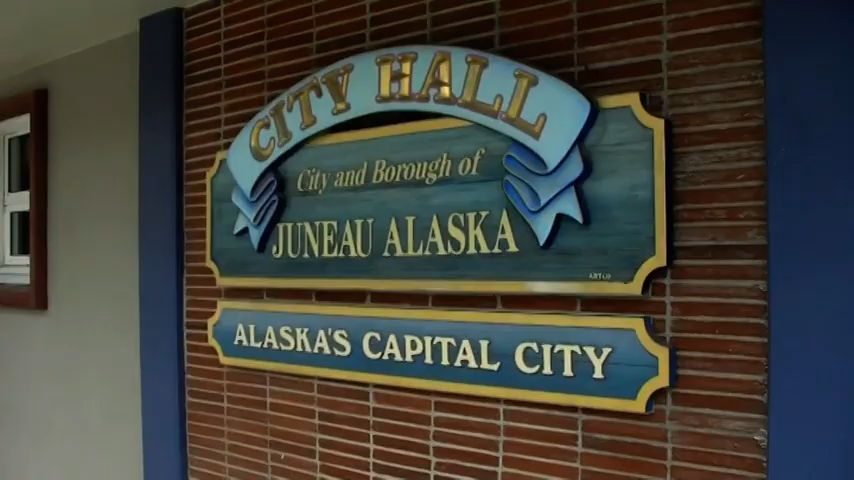 CITY HALL
City and Borough of
JUNEAU ALASKA
ALASKA'S CAPITAL CITY